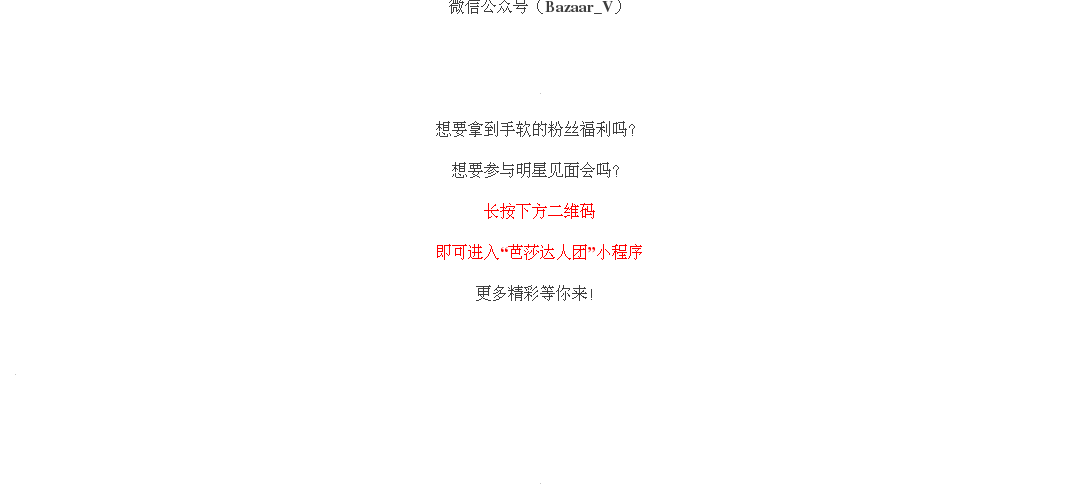 微信公众号（Bazaar_V）
想要拿到手软的粉丝福利吗?
想要参与明星见面会吗?
长按下方二维码
即可进入“芭莎达人团”小程序
更多精彩等你来!